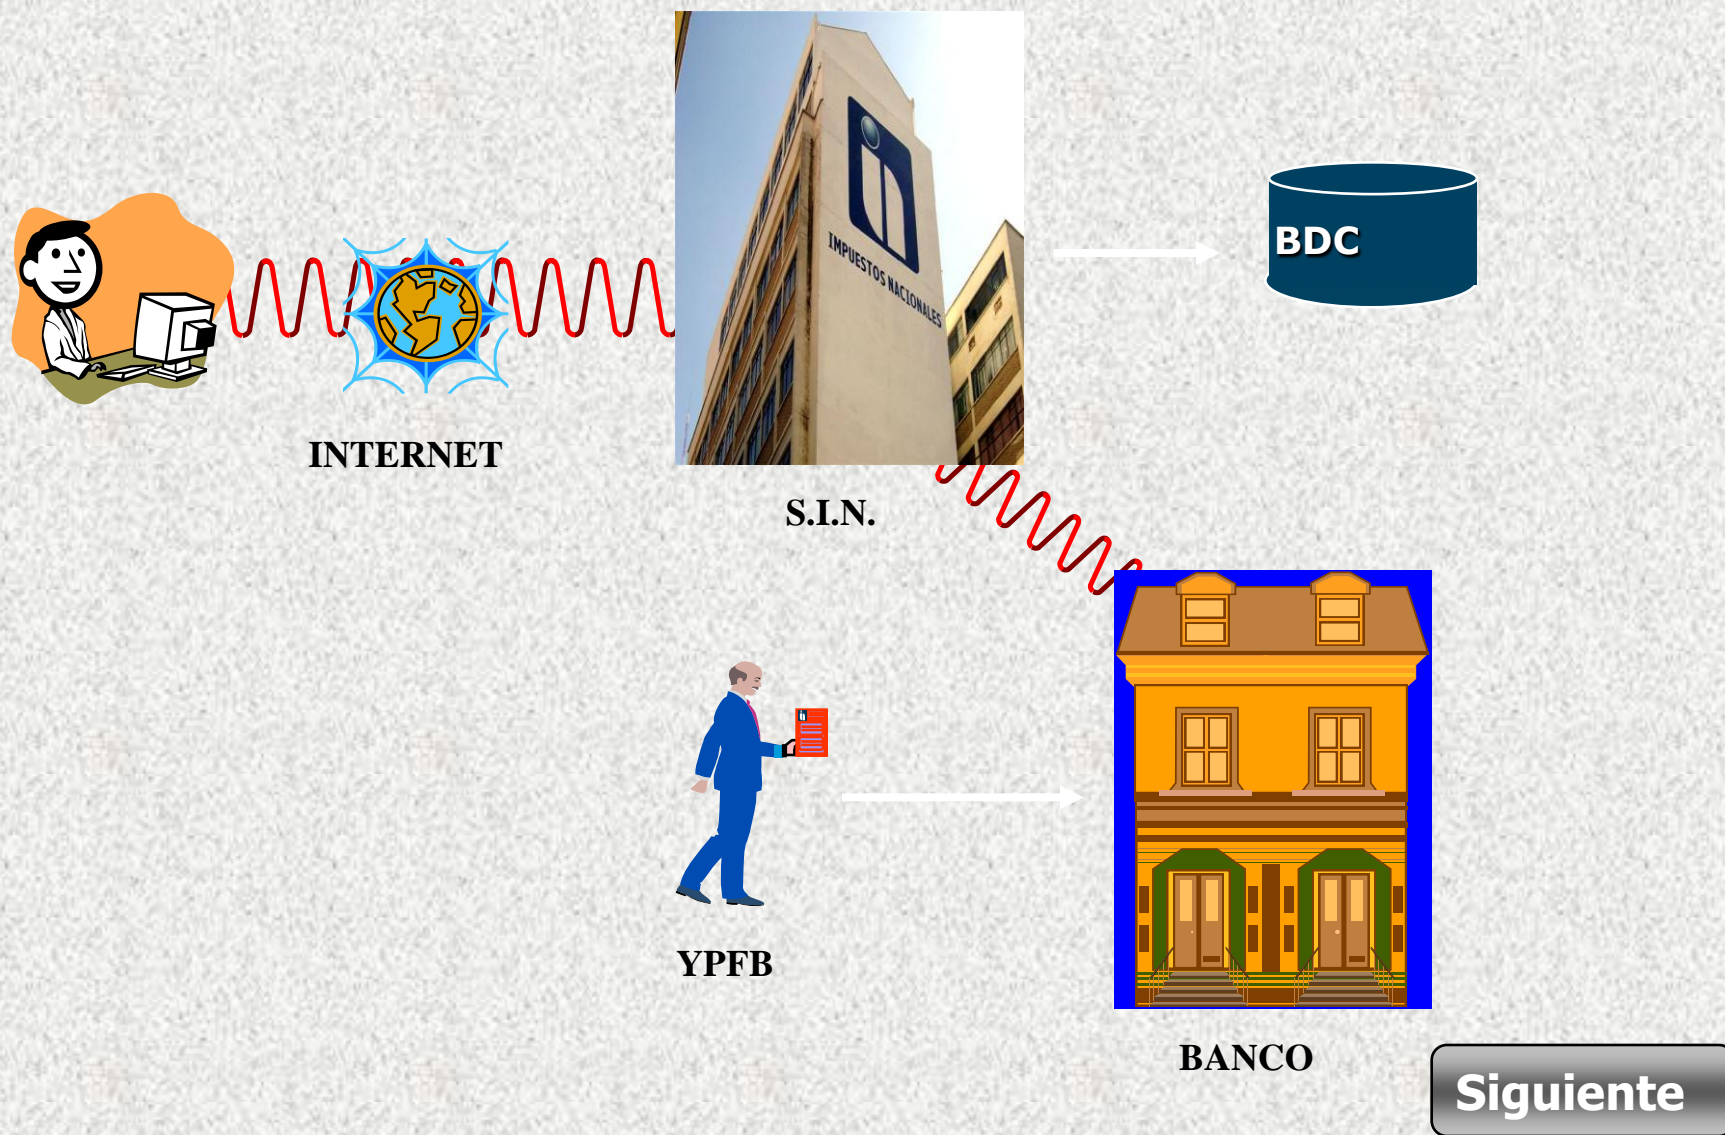 IMPUESTOS NACIONALES
BDC
INTERNET
S.I.N.
YPFB
BANCO
Siguiente